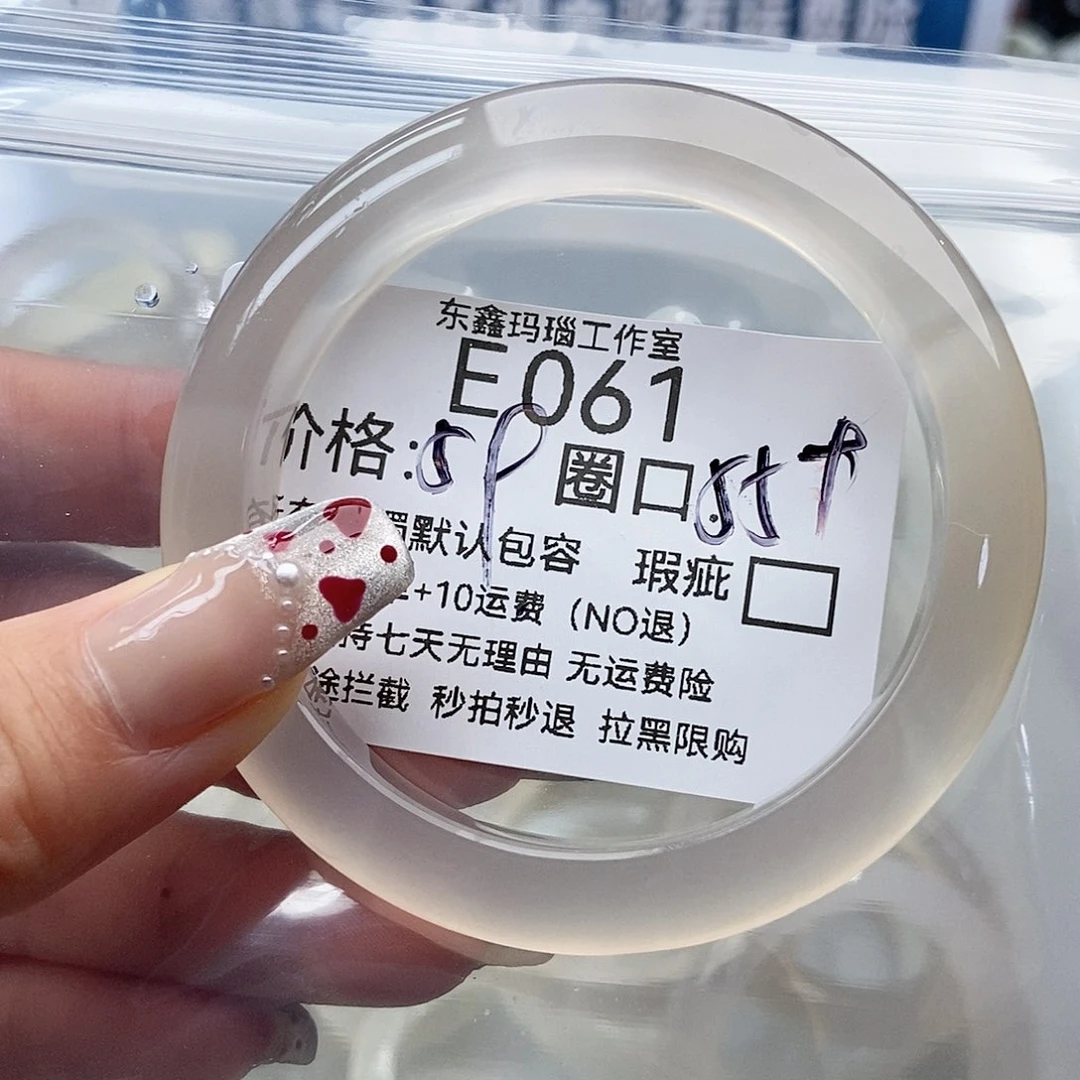 东鑫玛瑙工作室
E061
价格: 圈口
默认包容 瑕疵
+10运费（NO退）
持七天无理由 无运费险
途拦截 秒拍秒退 拉黑限购